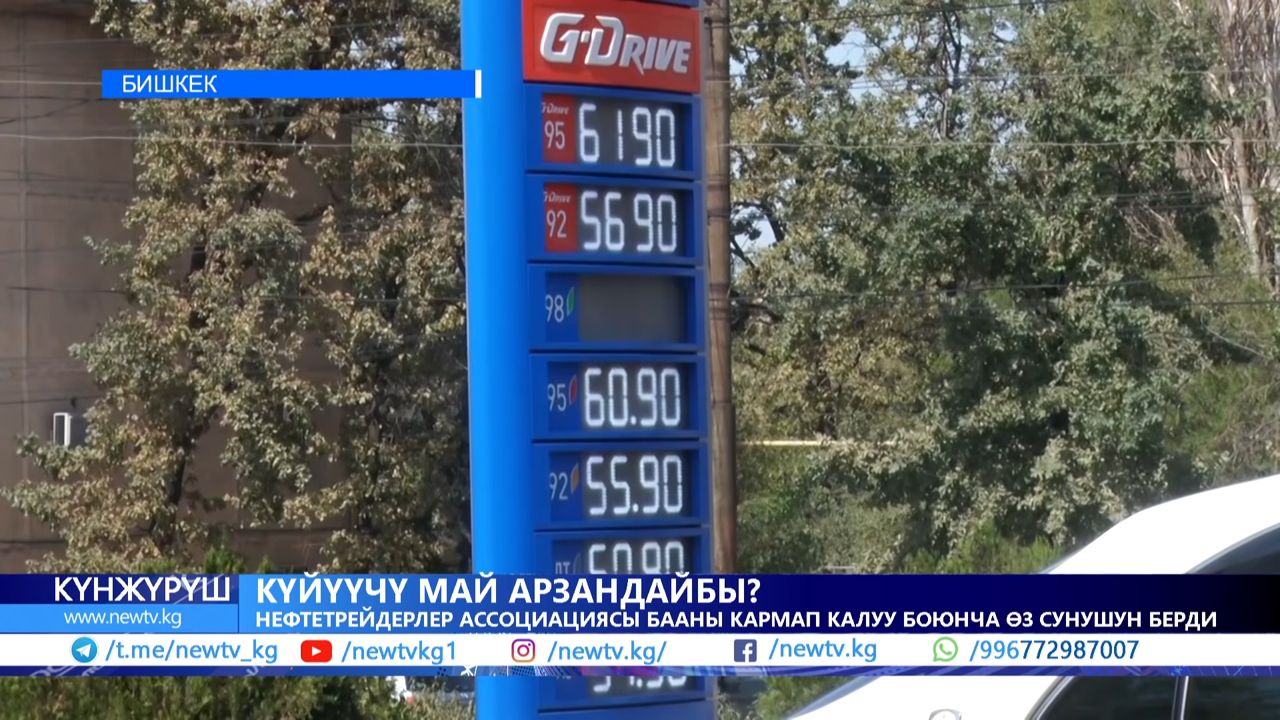 G-DRIVE
БИШКЕК
G-DRIVE
95 61 90
G-DRIVE
92 56 90
98
95 60.90
92 55.90
ДТ
КҮНЖҮРҮШ
www.newtv.kg
КҮЙҮҮЧҮ МАЙ АРЗАНДАЙБЫ?
НЕФТЕТРЕЙДЕРЛЕР АССОЦИАЦИЯСЫ БААНЫ КАРМАП КАЛУУ БОЮНЧА ӨЗ СУНУШУН БЕРДИ
/t.me/newtv_kg
/newtvkg1
/newtv.kg/
/newtv.kg
/996772987007